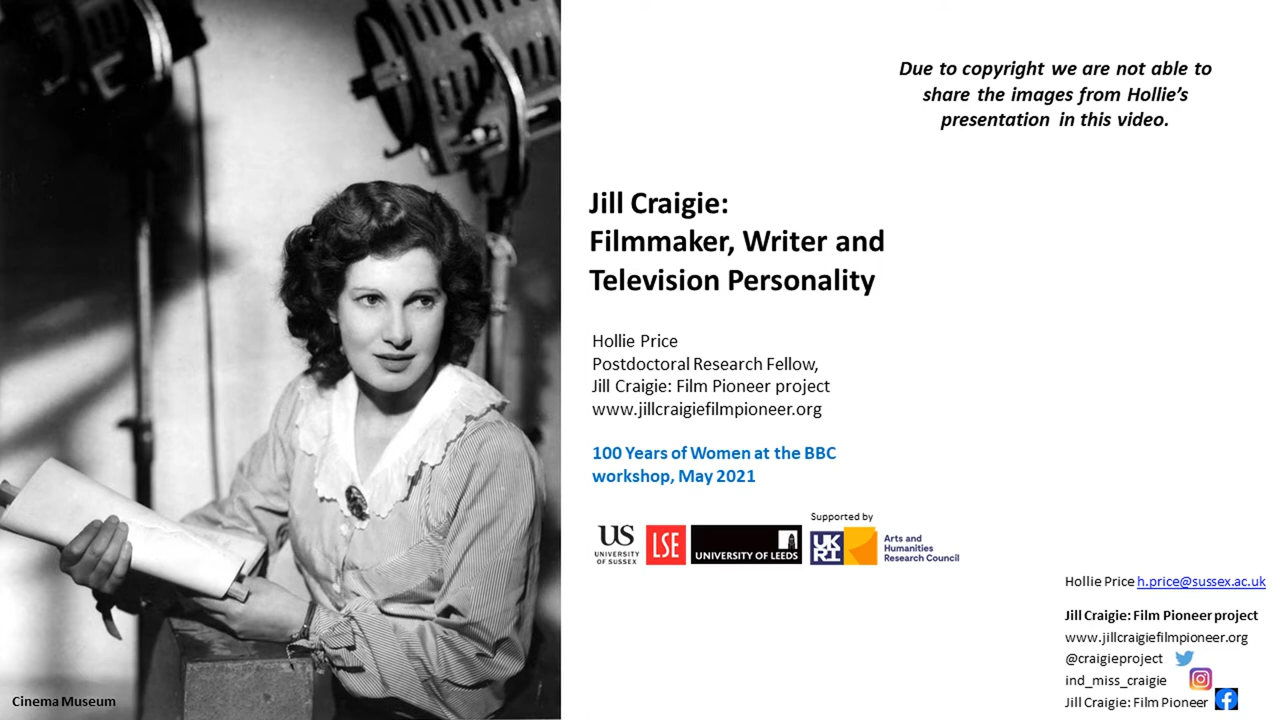 Due to copyright we are not able to
share the images from Hollie's
presentation in this video.
Jill Craigie:
Filmmaker, Writer and
Television Personality
Hollie Price
Postdoctoral Research Fellow,
Jill Craigie: Film Pioneer project
www.jillcraigiefilmpioneer.org
100 Years of Women at the BBC
workshop, May 2021
Supported by
US
UNIVERSITY
OF SUSSEX
LSE
UNIVERSITY OF LEEDS
UK
RI
Arts and
Humanities
Research Council
Hollie Price h.price@sussex.ac.uk
Jill Craigie: Film Pioneer project
www.jillcraigiefilmpioneer.org
@craigieproject
ind_miss_craigie
Jill Craigie: Film Pioneer
Cinema Museum